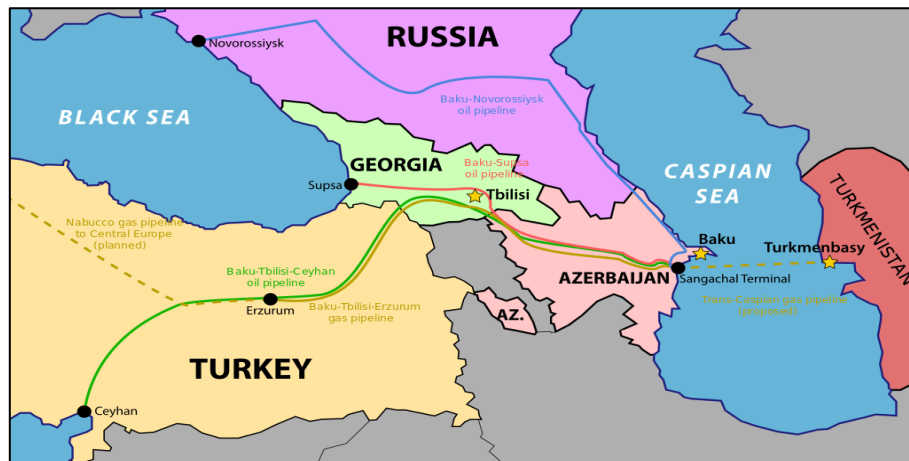 RUSSIA
Novorossiysk
BLACK SEA
Baku-Novorossiysk
oil pipeline
GEORGIA
Baku-Supsa
oil pipeline
CASPIAN
SEA
Supsa
Tbilisi
TURKMENISTAN
Nabucco gas pipeline
to Central Europe
(planned)
Baku
Turkmenbasy
Baku-Tbilisi-Ceyhan
oil pipeline
AZERBAIJAN
Sangachal Terminal
Erzurum
Baku-Tbilisi-Erzurum
gas pipeline
AZ.
Trans-Caspian gas pipeline
(proposed)
TURKEY
Ceyhan